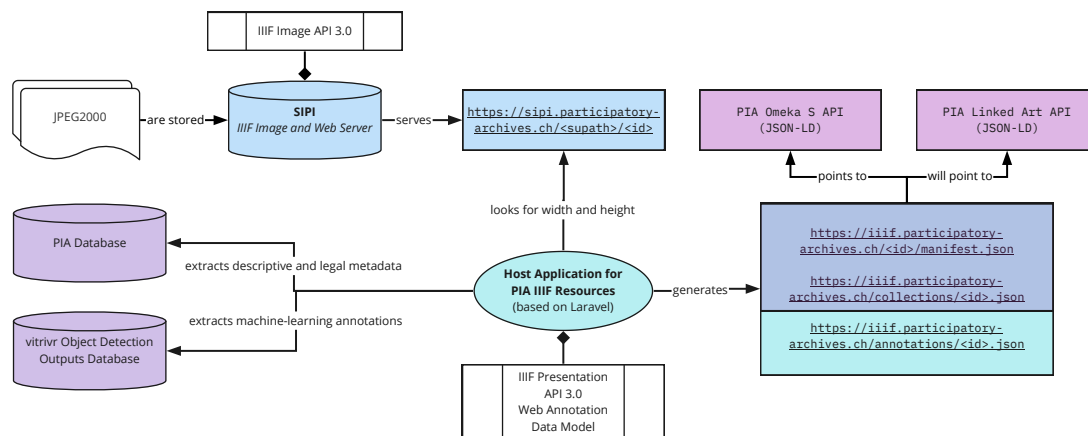 IIIF Image API 3.0
JPEG2000
are stored
SIPI
IIIF Image and Web Server
serves
https://sipi.participatory-
archives.ch/<supath>/<id>
PIA Omeka S API
(JSON-LD)
PIA Linked Art API
(JSON-LD)
points to
will point to
looks for width and height
PIA Database
extracts descriptive and legal metadata
Host Application for
PIA IIIF Resources
(based on Laravel)
generates
https://iiif.participatory-
archives.ch/<id>/manifest.json
https://iiif.participatory-
archives.ch/collections/<id>.json
https://iiif.participatory-
archives.ch/annotations/<id>.json
extracts machine-learning annotations
vitrivr Object Detection
Outputs Database
IIIF Presentation
API 3.0
Web Annotation
Data Model